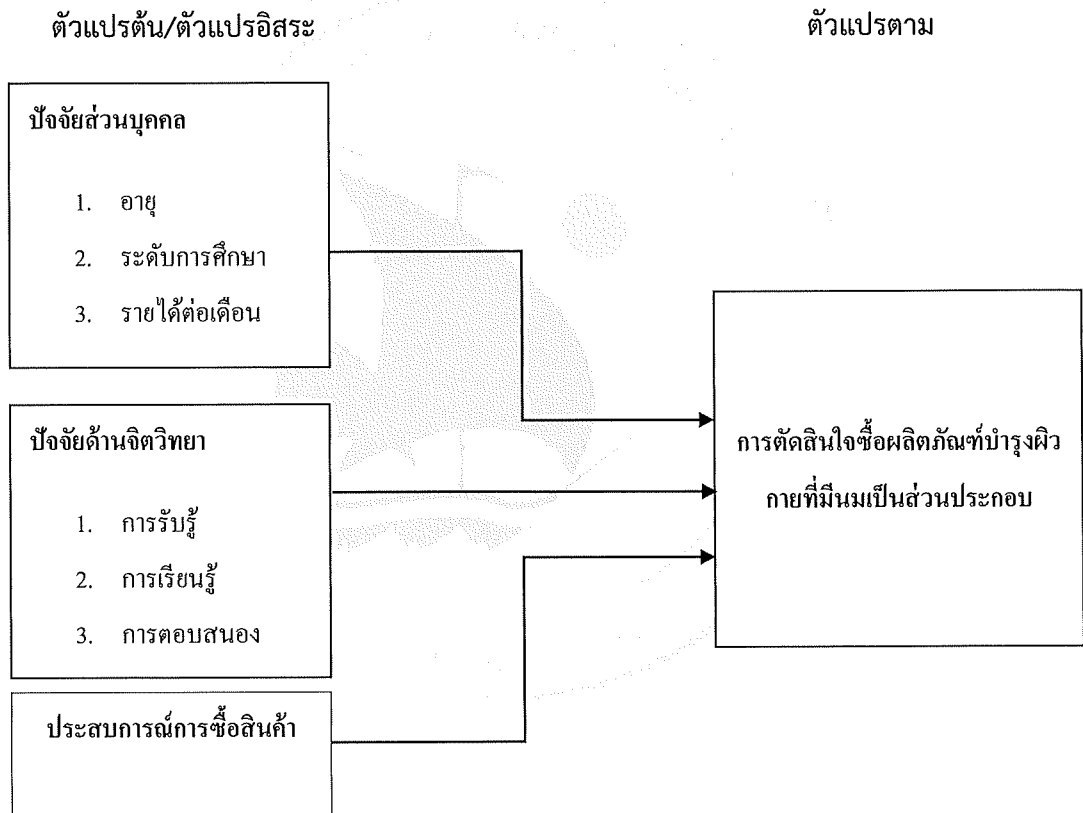 ตัวแปรต้น/ตัวแปรอิสระ
ตัวแปรตาม
ปัจจัยส่วนบุคคล
1. อายุ
2. ระดับการศึกษา
3. รายได้ต่อเดือน
ปัจจัยด้านจิตวิทยา
1. การรับรู้
2. การเรียนรู้
3. การตอบสนอง
ประสบการณ์การซื้อสินค้า
การตัดสินใจซื้อผลิตภัณฑ์บำรุงผิว
กายที่มีนมเป็นส่วนประกอบ